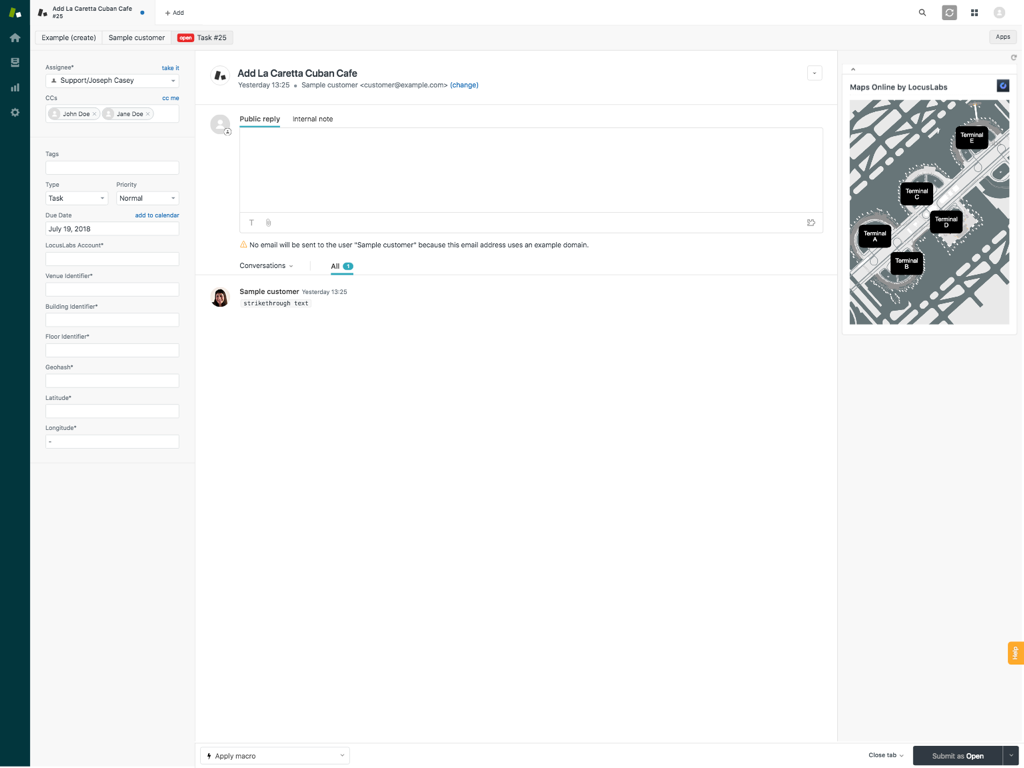 Add La Caretta Cuban Cafe
#25
+ Add
Example (create)
Sample customer
open Task #25
Apps
Assignee*
take it
Support/Joseph Casey
CCs
cc me
John Doe ×
Jane Doe ×
Tags
Type
Priority
Task
Normal
Due Date
add to calendar
July 19, 2018
LocusLabs Account*
Venue Identifier*
Building Identifier*
Floor Identifier*
Geohash*
Latitude*
Longitude*
-
Add La Caretta Cuban Cafe
Yesterday 13:25 • Sample customer <customer@example.com> (change)
Public reply
Internal note
T
No email will be sent to the user "Sample customer" because this email address uses an example domain.
Conversations
All 1
Sample customer Yesterday 13:25
strikethrough text
Maps Online by LocusLabs
Terminal
E
Terminal
C
Terminal
D
Terminal
A
Terminal
B
Help
Apply macro
Close tab
Submit as Open